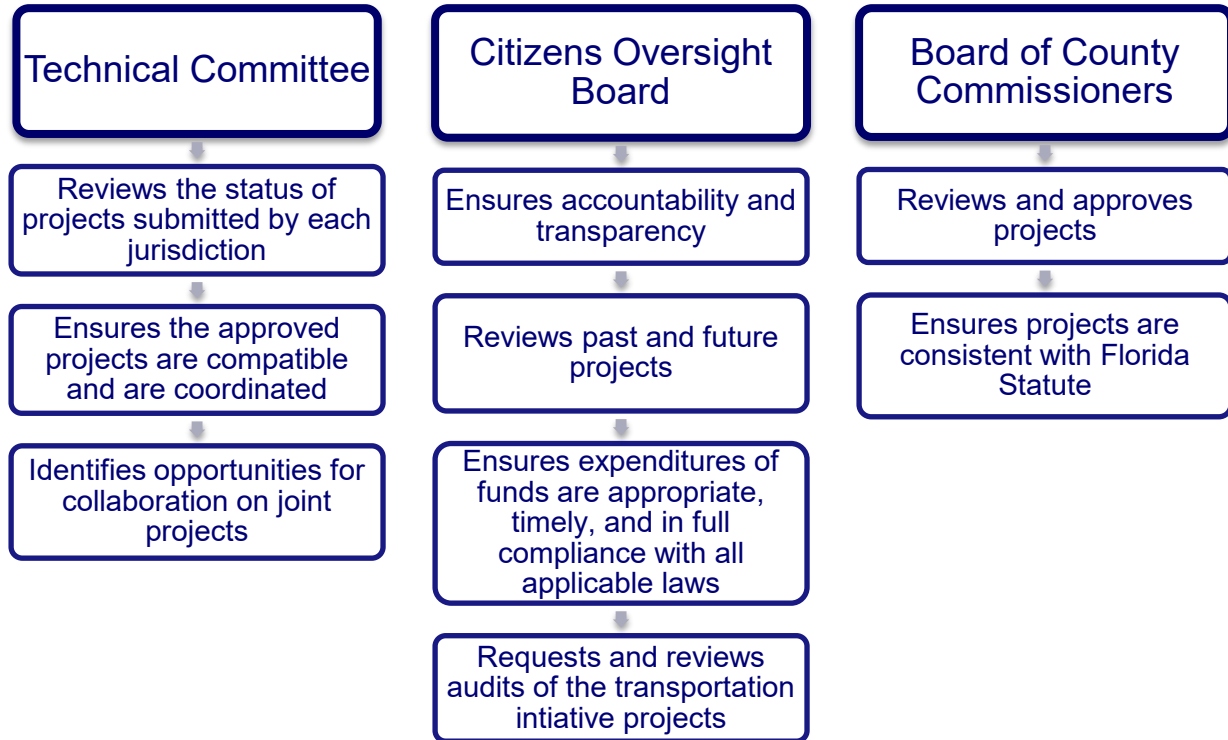 Technical Committee
Reviews the status of
projects submitted by each
jurisdiction
Ensures the approved
projects are compatible
and are coordinated
Identifies opportunities for
collaboration on joint
projects
Citizens Oversight
Board
Ensures accountability and
transparency
Reviews past and future
projects
Ensures expenditures of
funds are appropriate,
timely, and in full
compliance with all
applicable laws
Requests and reviews
audits of the transportation
intiative projects
Board of County
Commissioners
Reviews and approves
projects
Ensures projects are
consistent with Florida
Statute